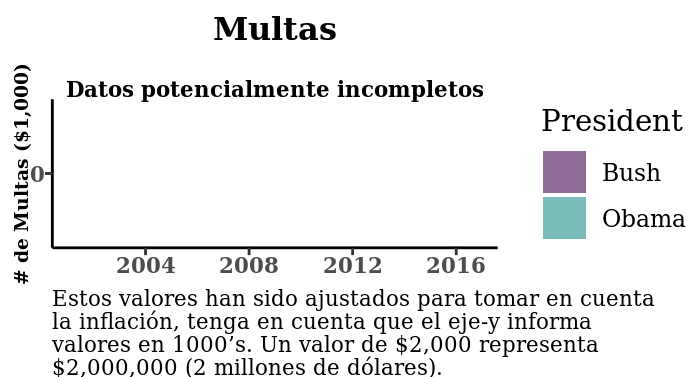 Multas
Datos potencialmente incompletos
# de Multas ($1,000)
0
2004 2008 2012 2016
President
Bush
Obama
Estos valores han sido ajustados para tomar en cuenta
la inflación, tenga en cuenta que el eje-y informa
valores en 1000’s. Un valor de $2,000 representa
$2,000,000 (2 millones de dólares).